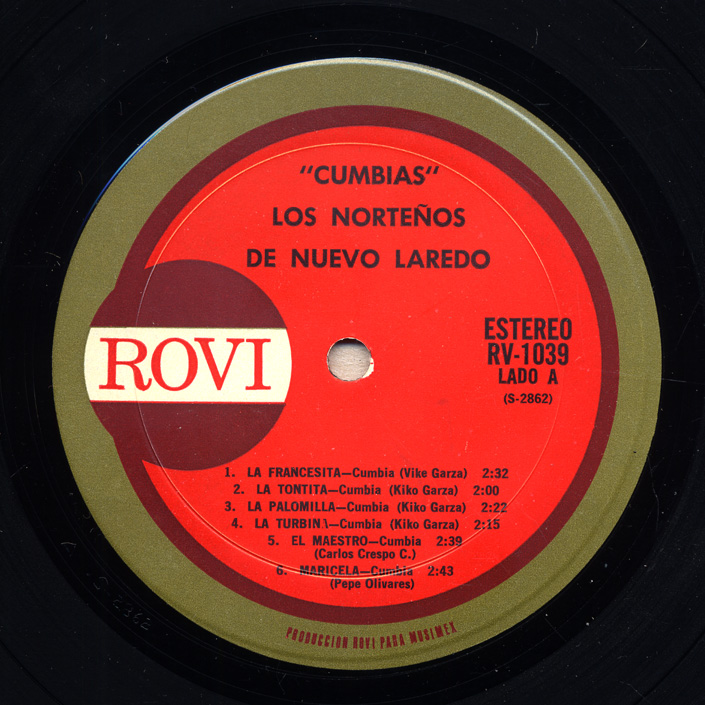 "CUMBIAS"
LOS NORTEÑOS
DE NUEVO LAREDO
ROVI
ESTEREO
RV-1039
LADO A
(S-2862)
1. LA FRANCESITA—Cumbia (Vike Garza) 2:32
2. LA TONTITA—Cumbia (Kiko Garza) 2:00
3. LA PALOMILLA—Cumbia (Kiko Garza) 2:22
4. LA TURBINA—Cumbia (Kiko Garza) 2:15
5. EL MAESTRO—Cumbia 2:39
(Carlos Crespo C.)
6. MARICELA—Cumbia 2:43
(Pepe Olivares)
PRODUCCION ROVI PARA MUSIMEX